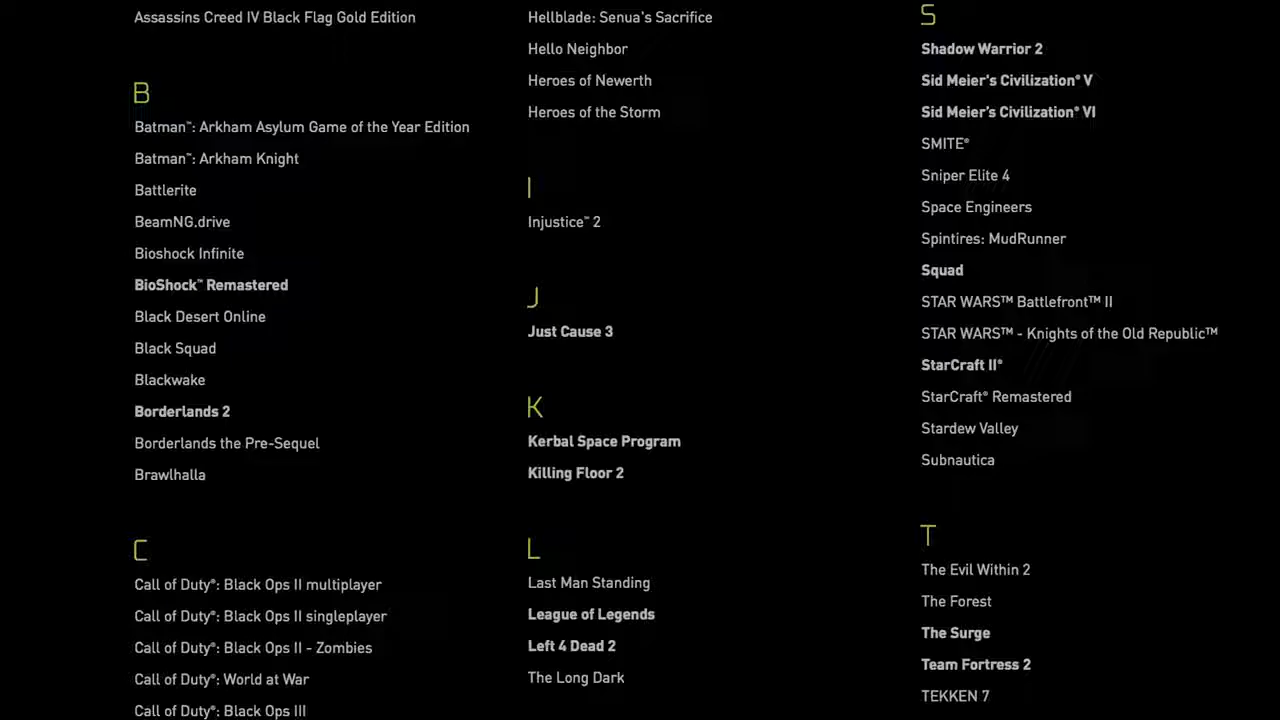 Assassins Creed IV Black Flag Gold Edition
B
Batman™: Arkham Asylum Game of the Year Edition
Batman™: Arkham Knight
Battlerite
BeamNG.drive
Bioshock Infinite
BioShock™ Remastered
Black Desert Online
Black Squad
Blackwake
Borderlands 2
Borderlands the Pre-Sequel
Brawlhalla
C
Call of Duty®: Black Ops II multiplayer
Call of Duty®: Black Ops II singleplayer
Call of Duty®: Black Ops II - Zombies
Call of Duty®: World at War
Call of Duty®: Black Ops III
Hellblade: Senua's Sacrifice
Hello Neighbor
Heroes of Newerth
Heroes of the Storm
I
Injustice™ 2
J
Just Cause 3
K
Kerbal Space Program
Killing Floor 2
L
Last Man Standing
League of Legends
Left 4 Dead 2
The Long Dark
S
Shadow Warrior 2
Sid Meier's Civilization® V
Sid Meier’s Civilization® VI
SMITE®
Sniper Elite 4
Space Engineers
Spintires: MudRunner
Squad
STAR WARS™ Battlefront™ II
STAR WARS™ - Knights of the Old Republic™
StarCraft II®
StarCraft® Remastered
Stardew Valley
Subnautica
T
The Evil Within 2
The Forest
The Surge
Team Fortress 2
TEKKEN 7